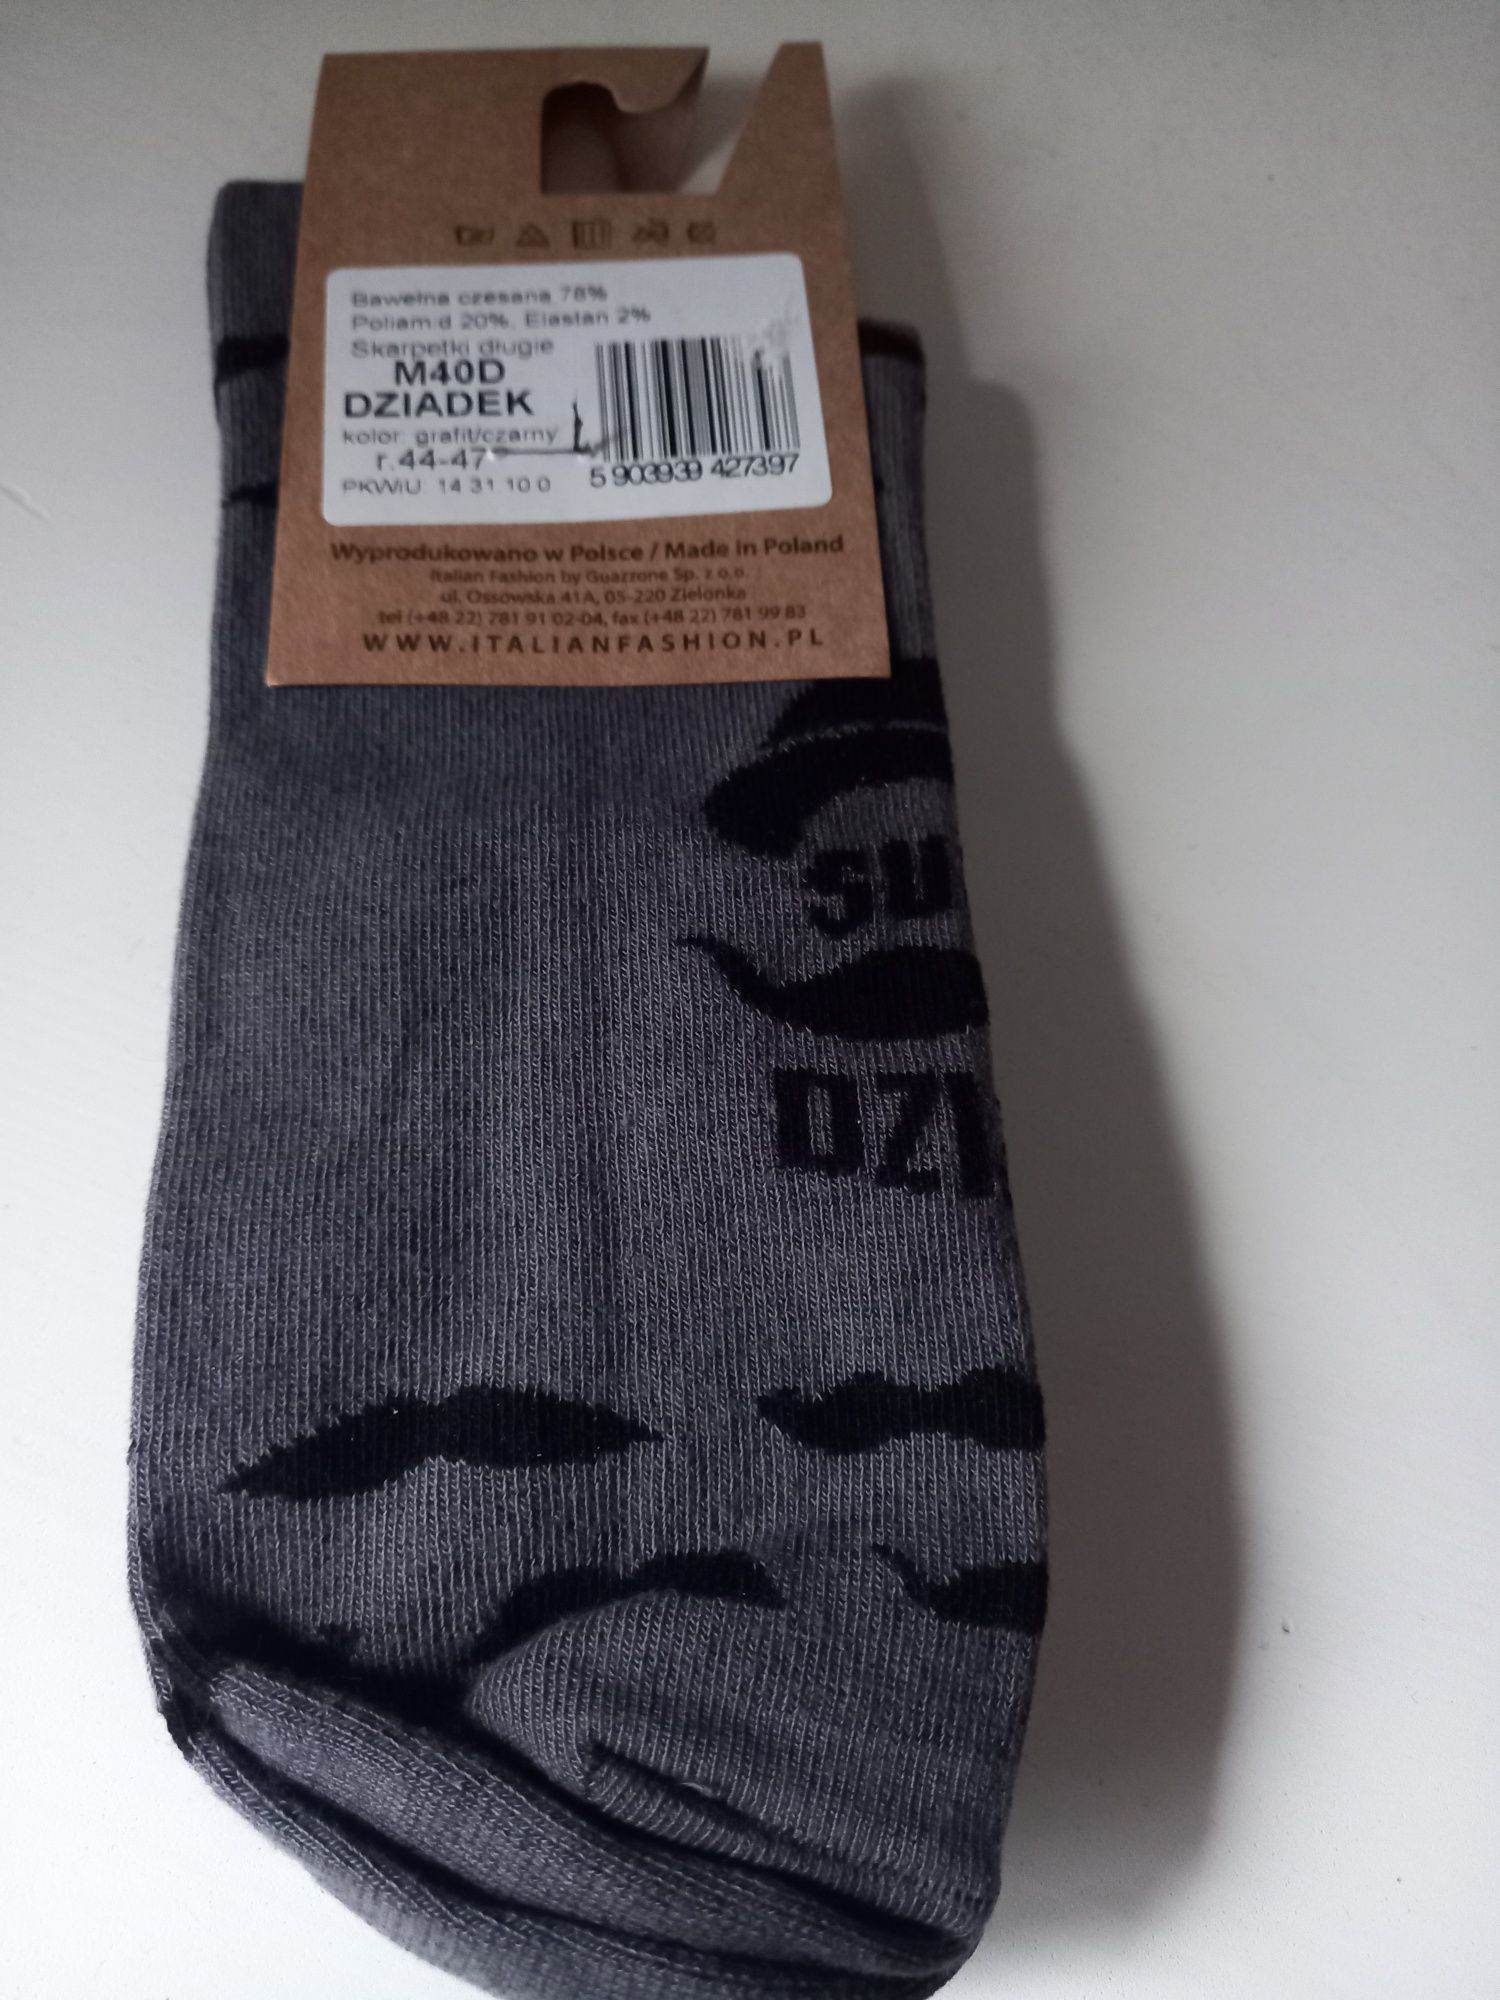 Bawełna czesana 78%
Poliamid 20%, Elastan 2%
Skarpetki długie
M40D
DZIADEK
kolor: grafit/czarny
r.44-47
PKWiU: 14 31 10 0
5 903939 427397
Wyprodukowano w Polsce / Made in Poland
Italian Fashion by Guazzone Sp. z o.o.
ul. Ossowska 41A, 05-220 Zielonka
tel (+48 22) 781 91 02-04, fax (+48 22) 781 99 83
WWW.ITALIANFASHION.PL
SU
DZI